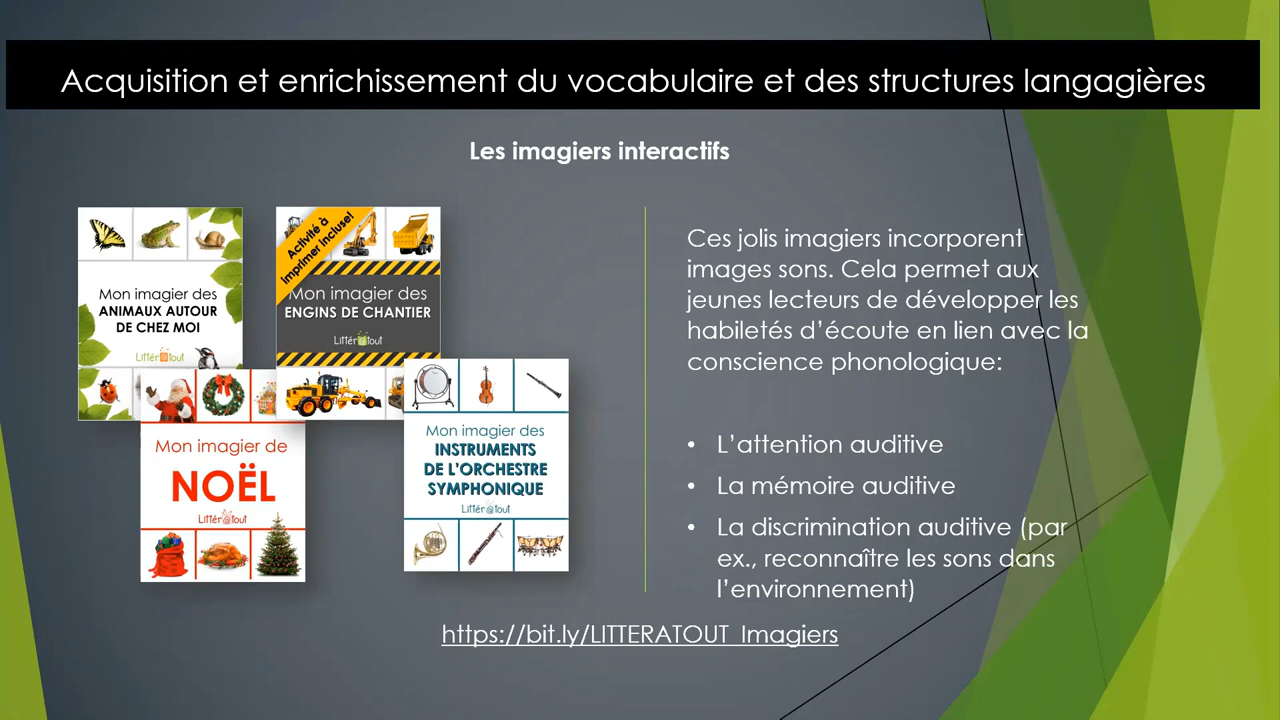 Acquisition et enrichissement du vocabulaire et des structures langagières
Les imagiers interactifs
Mon imagier des
ANIMAUX AUTOUR
DE CHEZ MOI
Littér@tout
Activité à
imprimer incluse!
Mon imagier des
ENGINS DE CHANTIER
Littér@tout
Mon imagier de
NOËL
Littér@tout
Mon imagier des
INSTRUMENTS
DE L'ORCHESTRE
SYMPHONIQUE
Littér@tout
Ces jolis imagiers incorporent
images sons. Cela permet aux
jeunes lecteurs de développer les
habiletés d'écoute en lien avec la
conscience phonologique:
• L'attention auditive
• La mémoire auditive
• La discrimination auditive (par
ex., reconnaître les sons dans
l'environnement)
https://bit.ly/LITTERATOUT_Imagiers